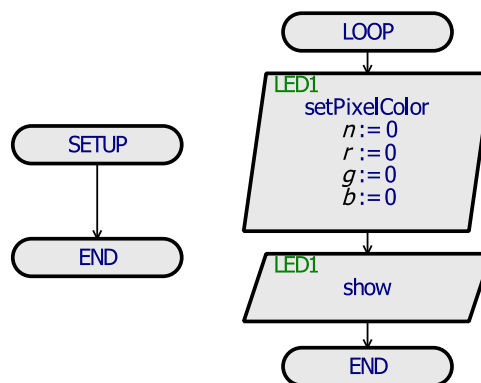 SETUP
END
LOOP
LED1
setPixelColor
n:=0
r:=0
g:=0
b:=0
LED1
show
END